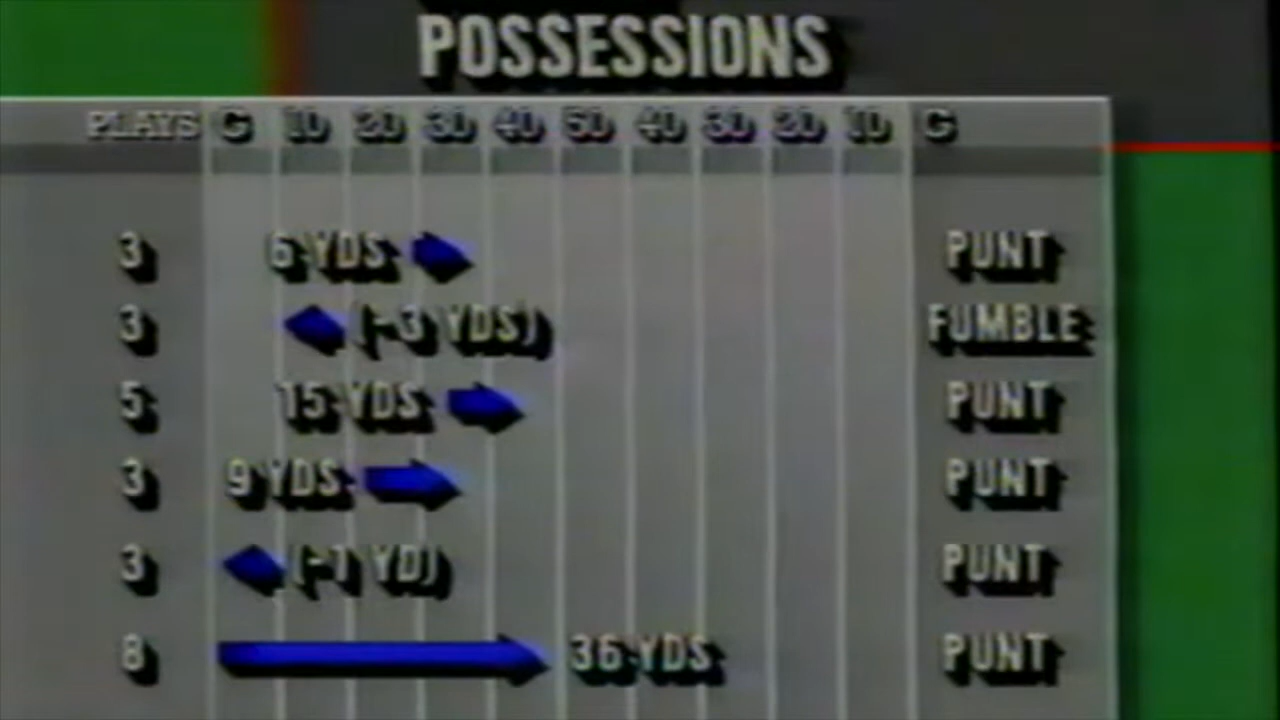 POSSESSIONS
PLAYS G 10 20 30 40 50 40 30 20 10 G
3 6 YDS. PUNT
3 (-3 YDS) FUMBLE
5 15 YDS. PUNT
3 9 YDS. PUNT
3 (-1 YD) PUNT
8 36 YDS. PUNT